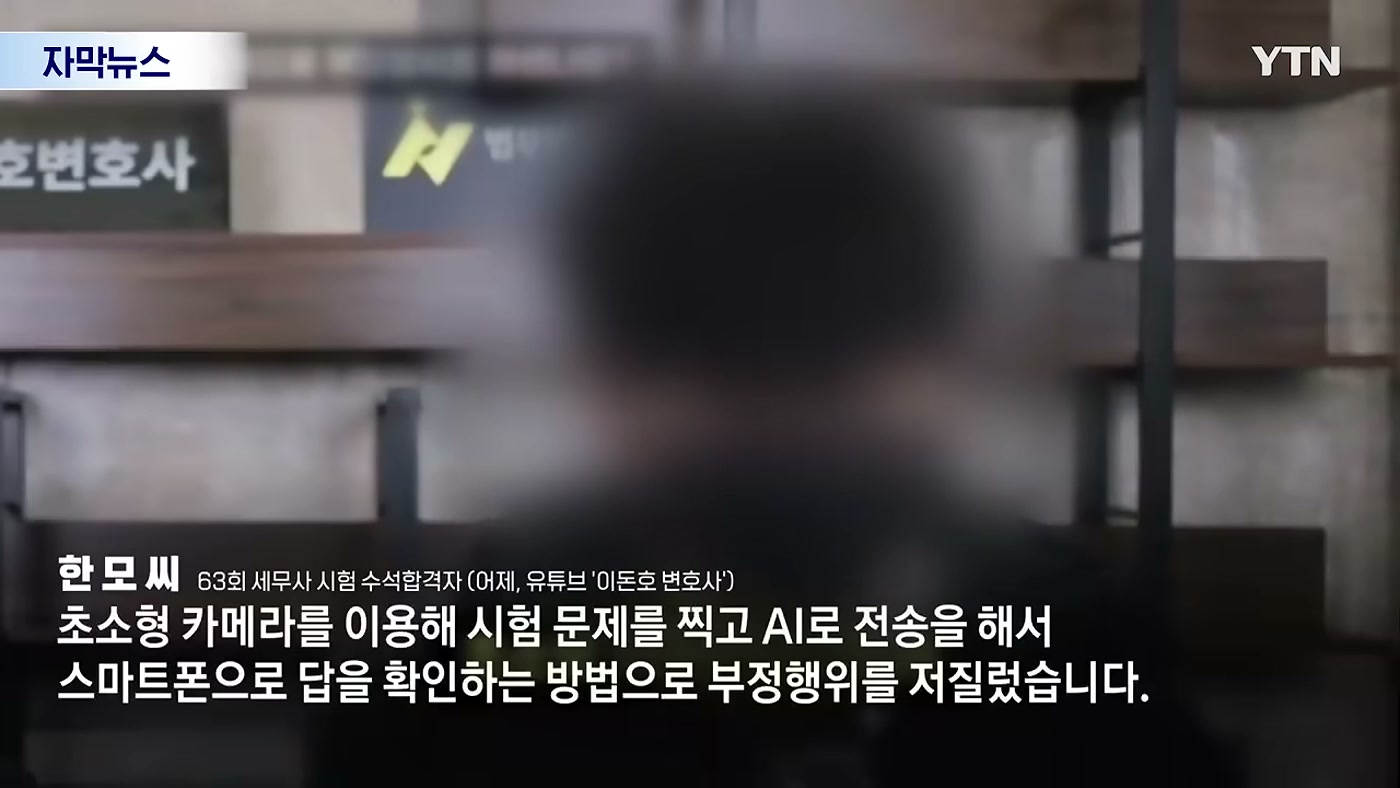 자막뉴스
YTN
호변호사
한모씨 63회 세무사 시험 수석합격자 (어제, 유튜브 '이돈호 변호사')
초소형 카메라를 이용해 시험 문제를 찍고 AI로 전송을 해서
스마트폰으로 답을 확인하는 방법으로 부정행위를 저질렀습니다.